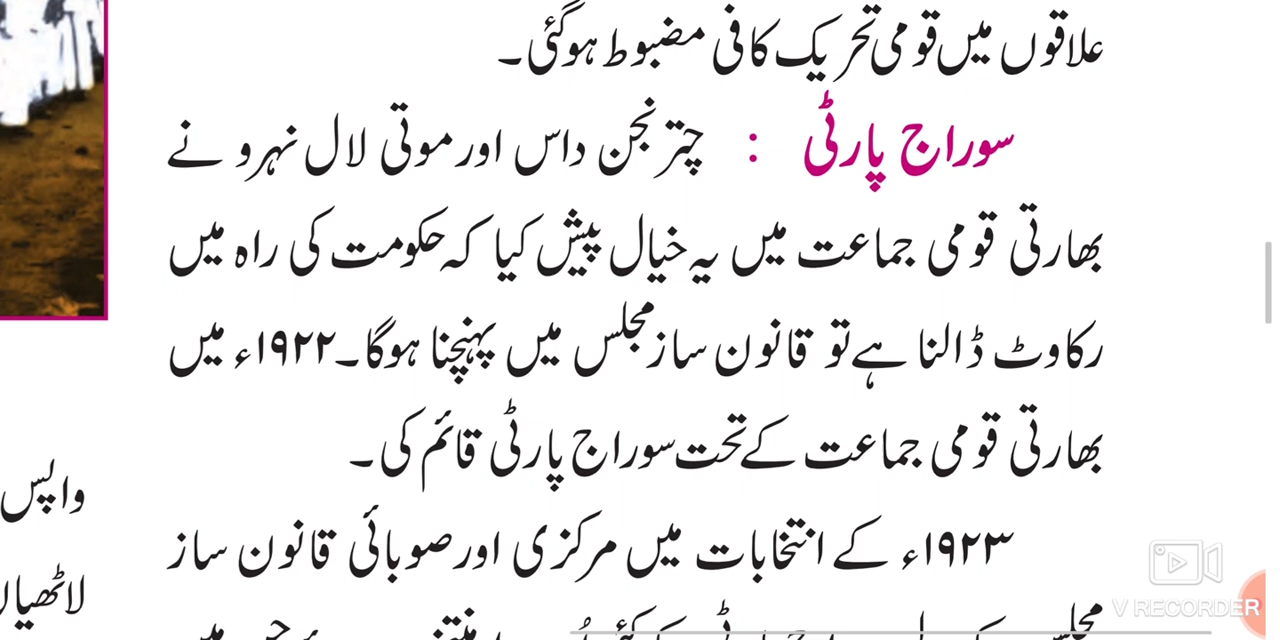 علاقوں میں قومی تحریک کافی مضبوط ہوگئی۔
سوراج پارٹی : چترنجن داس اور موتی لال نہرو نے
بھارتی قومی جماعت میں یہ خیال پیش کیا کہ حکومت کی راہ میں
رکاوٹ ڈالنا ہے تو قانون ساز مجلس میں پہنچنا ہوگا۔ ۱۹۲۲ء میں
بھارتی قومی جماعت کے تحت سوراج پارٹی قائم کی۔
۱۹۲۳ء کے انتخابات میں مرکزی اور صوبائی قانون ساز
واپس
لاٹھیاں
V RECORDER